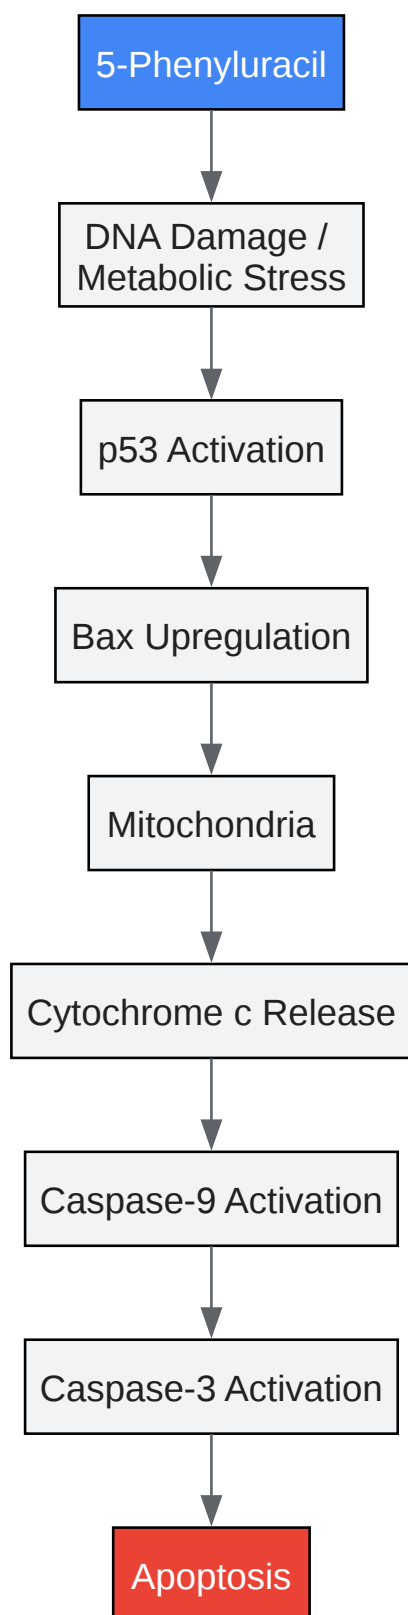 5-Phenyluracil
DNA Damage /
Metabolic Stress
p53 Activation
Bax Upregulation
Mitochondria
Cytochrome c Release
Caspase-9 Activation
Caspase-3 Activation
Apoptosis